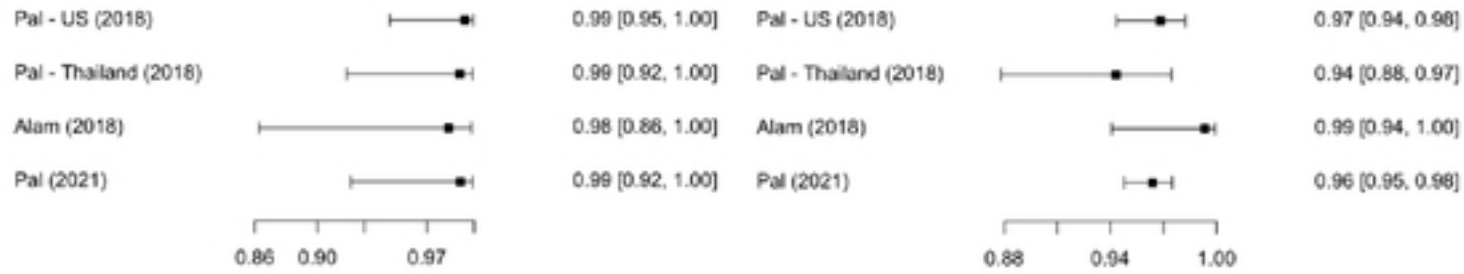 Pal - US (2018) 0.99 [0.95, 1.00] Pal - US (2018) 0.97 [0.94, 0.98]
Pal - Thailand (2018) 0.99 [0.92, 1.00] Pal - Thailand (2018) 0.94 [0.88, 0.97]
Alam (2018) 0.98 [0.86, 1.00] Alam (2018) 0.99 [0.94, 1.00]
Pal (2021) 0.99 [0.92, 1.00] Pal (2021) 0.96 [0.95, 0.98]
0.86 0.90 0.97 0.88 0.94 1.00